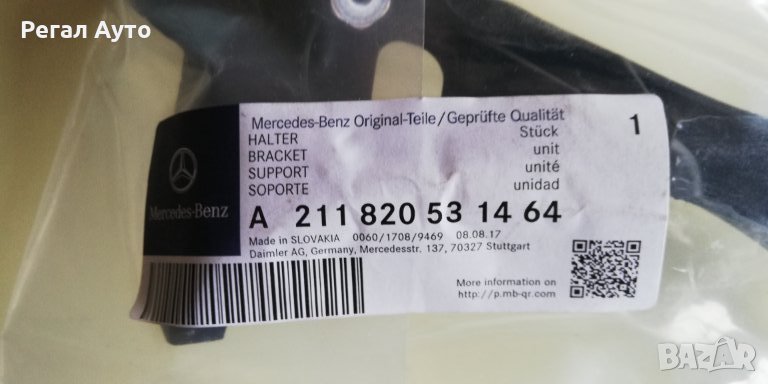 Регал Ауто
Mercedes-Benz Original-Teile/Geprüfte Qualität
HALTER Stück 1
BRACKET unit
SUPPORT unité
SOPORTE unidad
Mercedes-Benz
A 211 820 53 14 64
Made in SLOVAKIA 0060/1708/9469 08.08.17
Daimler AG, Germany, Mercedesstr. 137, 70327 Stuttgart
More information on
http://p.mb-qr.com
BAZAR